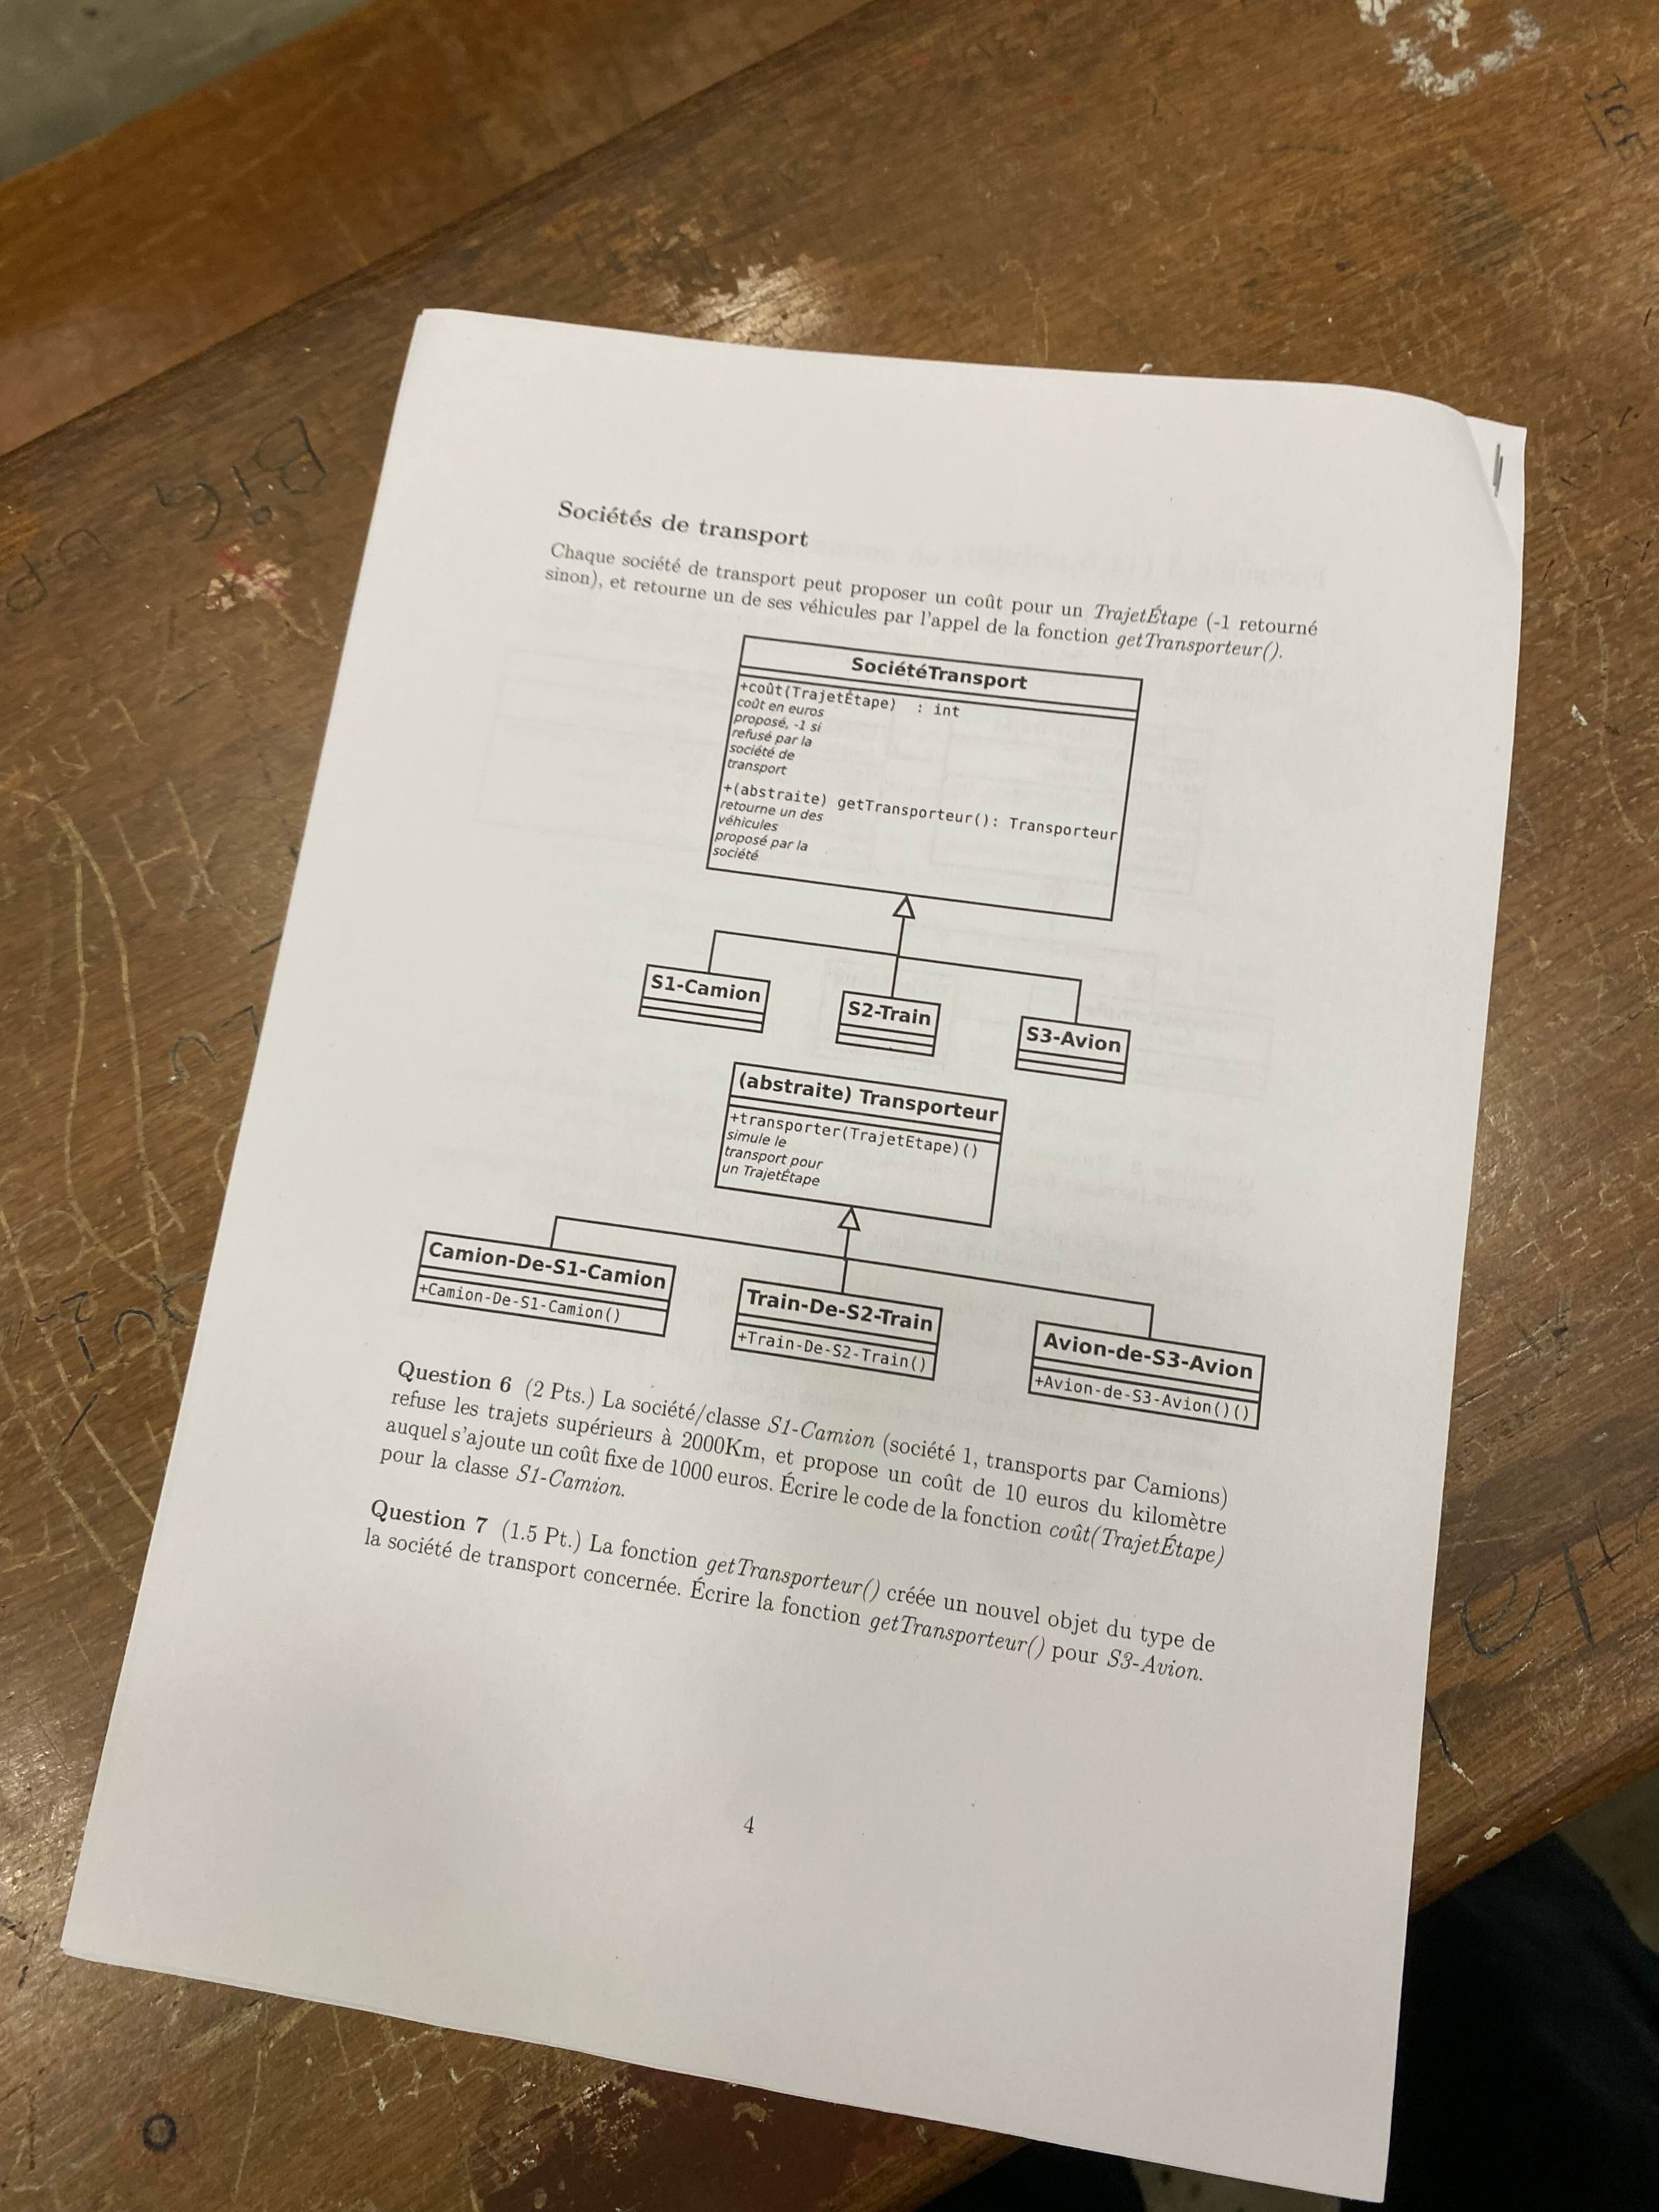 Sociétés de transport
Chaque société de transport peut proposer un coût pour un TrajetÉtape (-1 retourné
sinon), et retourne un de ses véhicules par l'appel de la fonction getTransporteur().
SociétéTransport
+coût(TrajetÉtape) : int
coût en euros
proposé, -1 si
refusé par la
société de
transport
+(abstraite) getTransporteur(): Transporteur
retourne un des
véhicules
proposé par la
société
S1-Camion
S2-Train
S3-Avion
(abstraite) Transporteur
+transporter(TrajetEtape)()
simule le
transport pour
un TrajetÉtape
Camion-De-S1-Camion
+Camion-De-S1-Camion()
Train-De-S2-Train
+Train-De-S2-Train()
Avion-de-S3-Avion
+Avion-de-S3-Avion()()
Question 6 (2 Pts.) La société/classe S1-Camion (société 1, transports par Camions)
refuse les trajets supérieurs à 2000Km, et propose un coût de 10 euros du kilomètre
auquel s'ajoute un coût fixe de 1000 euros. Écrire le code de la fonction coût(TrajetÉtape)
pour la classe S1-Camion.
Question 7 (1.5 Pt.) La fonction getTransporteur() créée un nouvel objet du type de
la société de transport concernée. Écrire la fonction getTransporteur() pour S3-Avion.
4
BiG
UP